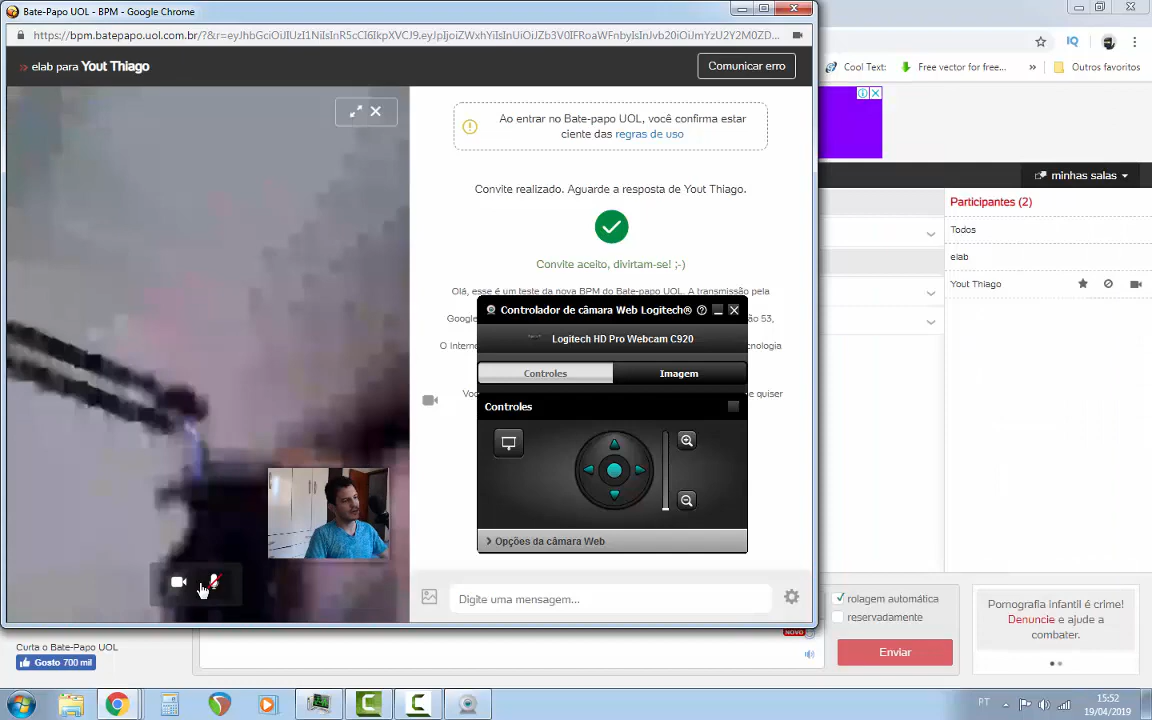 Bate-Papo UOL - BPM - Google Chrome
https://bpm.batepapo.uol.com.br/?
elab para Yout Thiago
Comunicar erro
Ao entrar no Bate-papo UOL, você confirma estar
ciente das regras de uso
Convite realizado. Aguarde a resposta de Yout Thiago.
Convite aceito, divirtam-se! ;-)
Olá, esse é um teste da nova BPM do Bate-papo UOL. A transmissão pela
Google
ão 53,
O Interne
cnologia
Você
e quiser
Controlador de câmara Web Logitech®
Logitech HD Pro Webcam C920
Controles
Imagem
Controles
Opções da câmara Web
Digite uma mensagem...
IQ
Cool Text:
Free vector for free...
»
Outros favoritos
minhas salas
Participantes (2)
Todos
elab
Yout Thiago
rolagem automática
reservadamente
Enviar
NOVO
Pornografia infantil é crime!
Denuncie e ajude a
combater.
Curta o Bate-Papo UOL
Gosto 700 mil
PT
15:52
19/04/2019